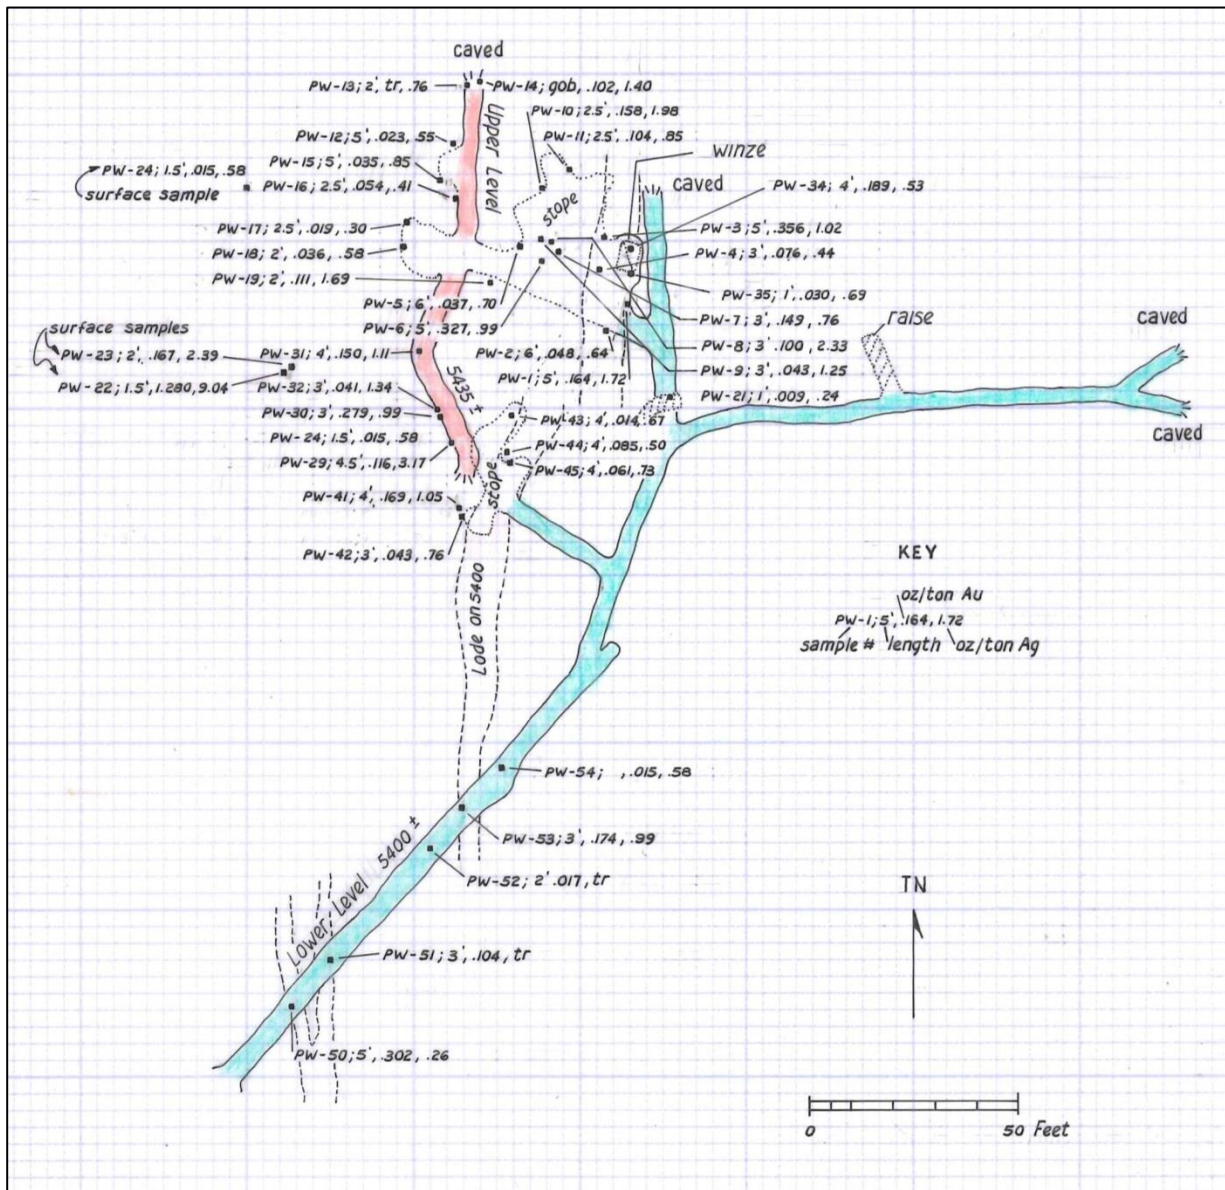 caved
PW-13; 2', tr, .76
PW-14; gob, .102, 1.40
Upper Level
PW-10; 2.5', .158, 1.98
PW-11; 2.5', .104, .85
PW-12; 5', .023, .55
PW-15; 5', .035, .85
PW-16; 2.5', .054, .41
PW-24; 1.5', .015, .58
surface sample
winze
caved
PW-34; 4', .189, .53
stope
PW-17; 2.5', .019, .30
PW-18; 2', .036, .58
PW-19; 2', .111, 1.69
PW-3; 5', .356, 1.02
PW-4; 3', .076, .44
PW-35; 1', .030, .69
PW-5; 6', .037, .70
PW-6; 5', .327, .99
PW-7; 3', .149, .76
PW-8; 3', .100, 2.33
PW-9; 3', .043, 1.25
PW-2; 6', .048, .64
PW-1; 5', .164, 1.72
PW-21; 1', .009, .24
raise
caved
caved
surface samples
PW-23; 2', .167, 2.39
PW-22; 1.5', 1.280, 9.04
PW-31; 4', .150, 1.11
PW-32; 3', .041, 1.34
PW-30; 3', .279, .99
PW-24; 1.5', .015, .58
PW-29; 4.5', .116, 3.17
5435 ±
PW-43; 4', .014, .67
PW-44; 4', .085, .50
PW-45; 4', .061, .73
stope
PW-41; 4', .169, 1.05
PW-42; 3', .043, .76
Lode on 5400
KEY
oz/ton Au
PW-1; 5', .164, 1.72
sample # length oz/ton Ag
PW-54; , .015, .58
PW-53; 3', .174, .99
PW-52; 2' .017, tr
Lower Level 5400 ±
PW-51; 3', .104, tr
PW-50; 5', .302, .26
TN
0 50 Feet